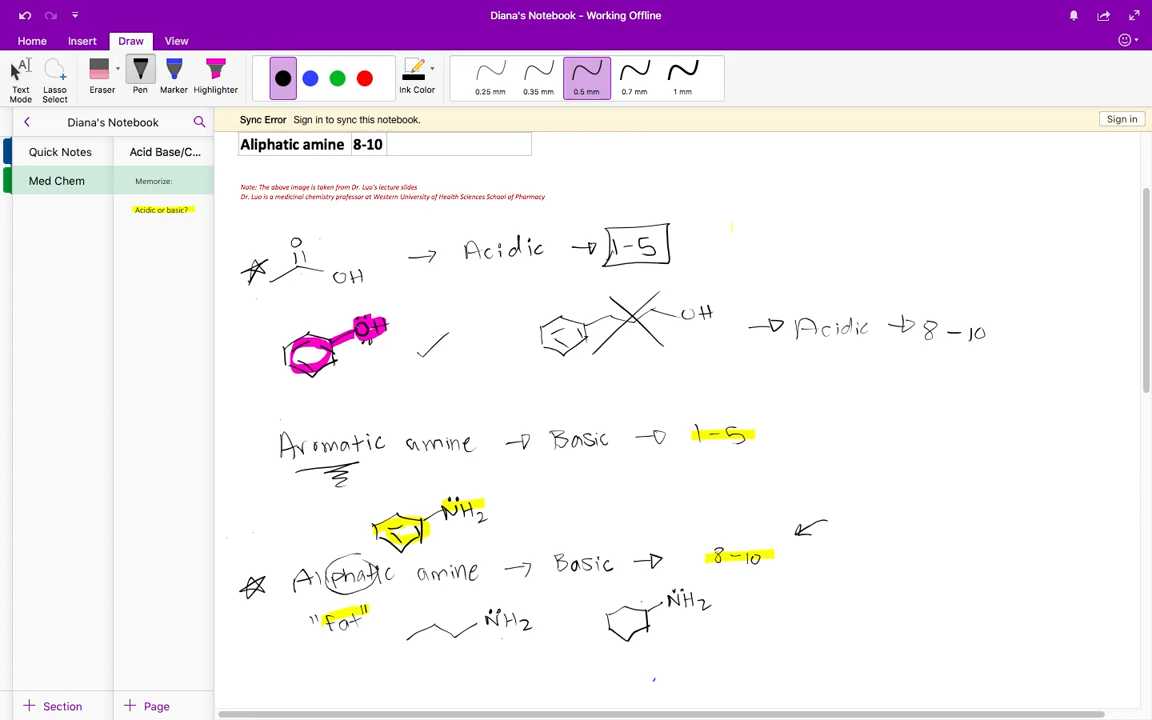 Diana's Notebook - Working Offline
Home Insert Draw View
Text Mode
Lasso Select
Eraser
Pen
Marker
Highlighter
Ink Color
0.25 mm
0.35 mm
0.5 mm
0.7 mm
1 mm
Diana's Notebook
Sync Error Sign in to sync this notebook.
Sign in
Quick Notes
Med Chem
Acid Base/C...
Memorize:
Acidic or basic?
Aliphatic amine 8-10
Note: The above image is taken from Dr. Luo's lecture slides
Dr. Luo is a medicinal chemistry professor at Western University of Health Sciences School of Pharmacy
O
OH → Acidic → 1-5
OH
OH → Acidic → 8-10
Aromatic amine → Basic → 1-5
NH2
Aliphatic amine → Basic → 8-10
"Fat"
NH2
NH2
+ Section
+ Page